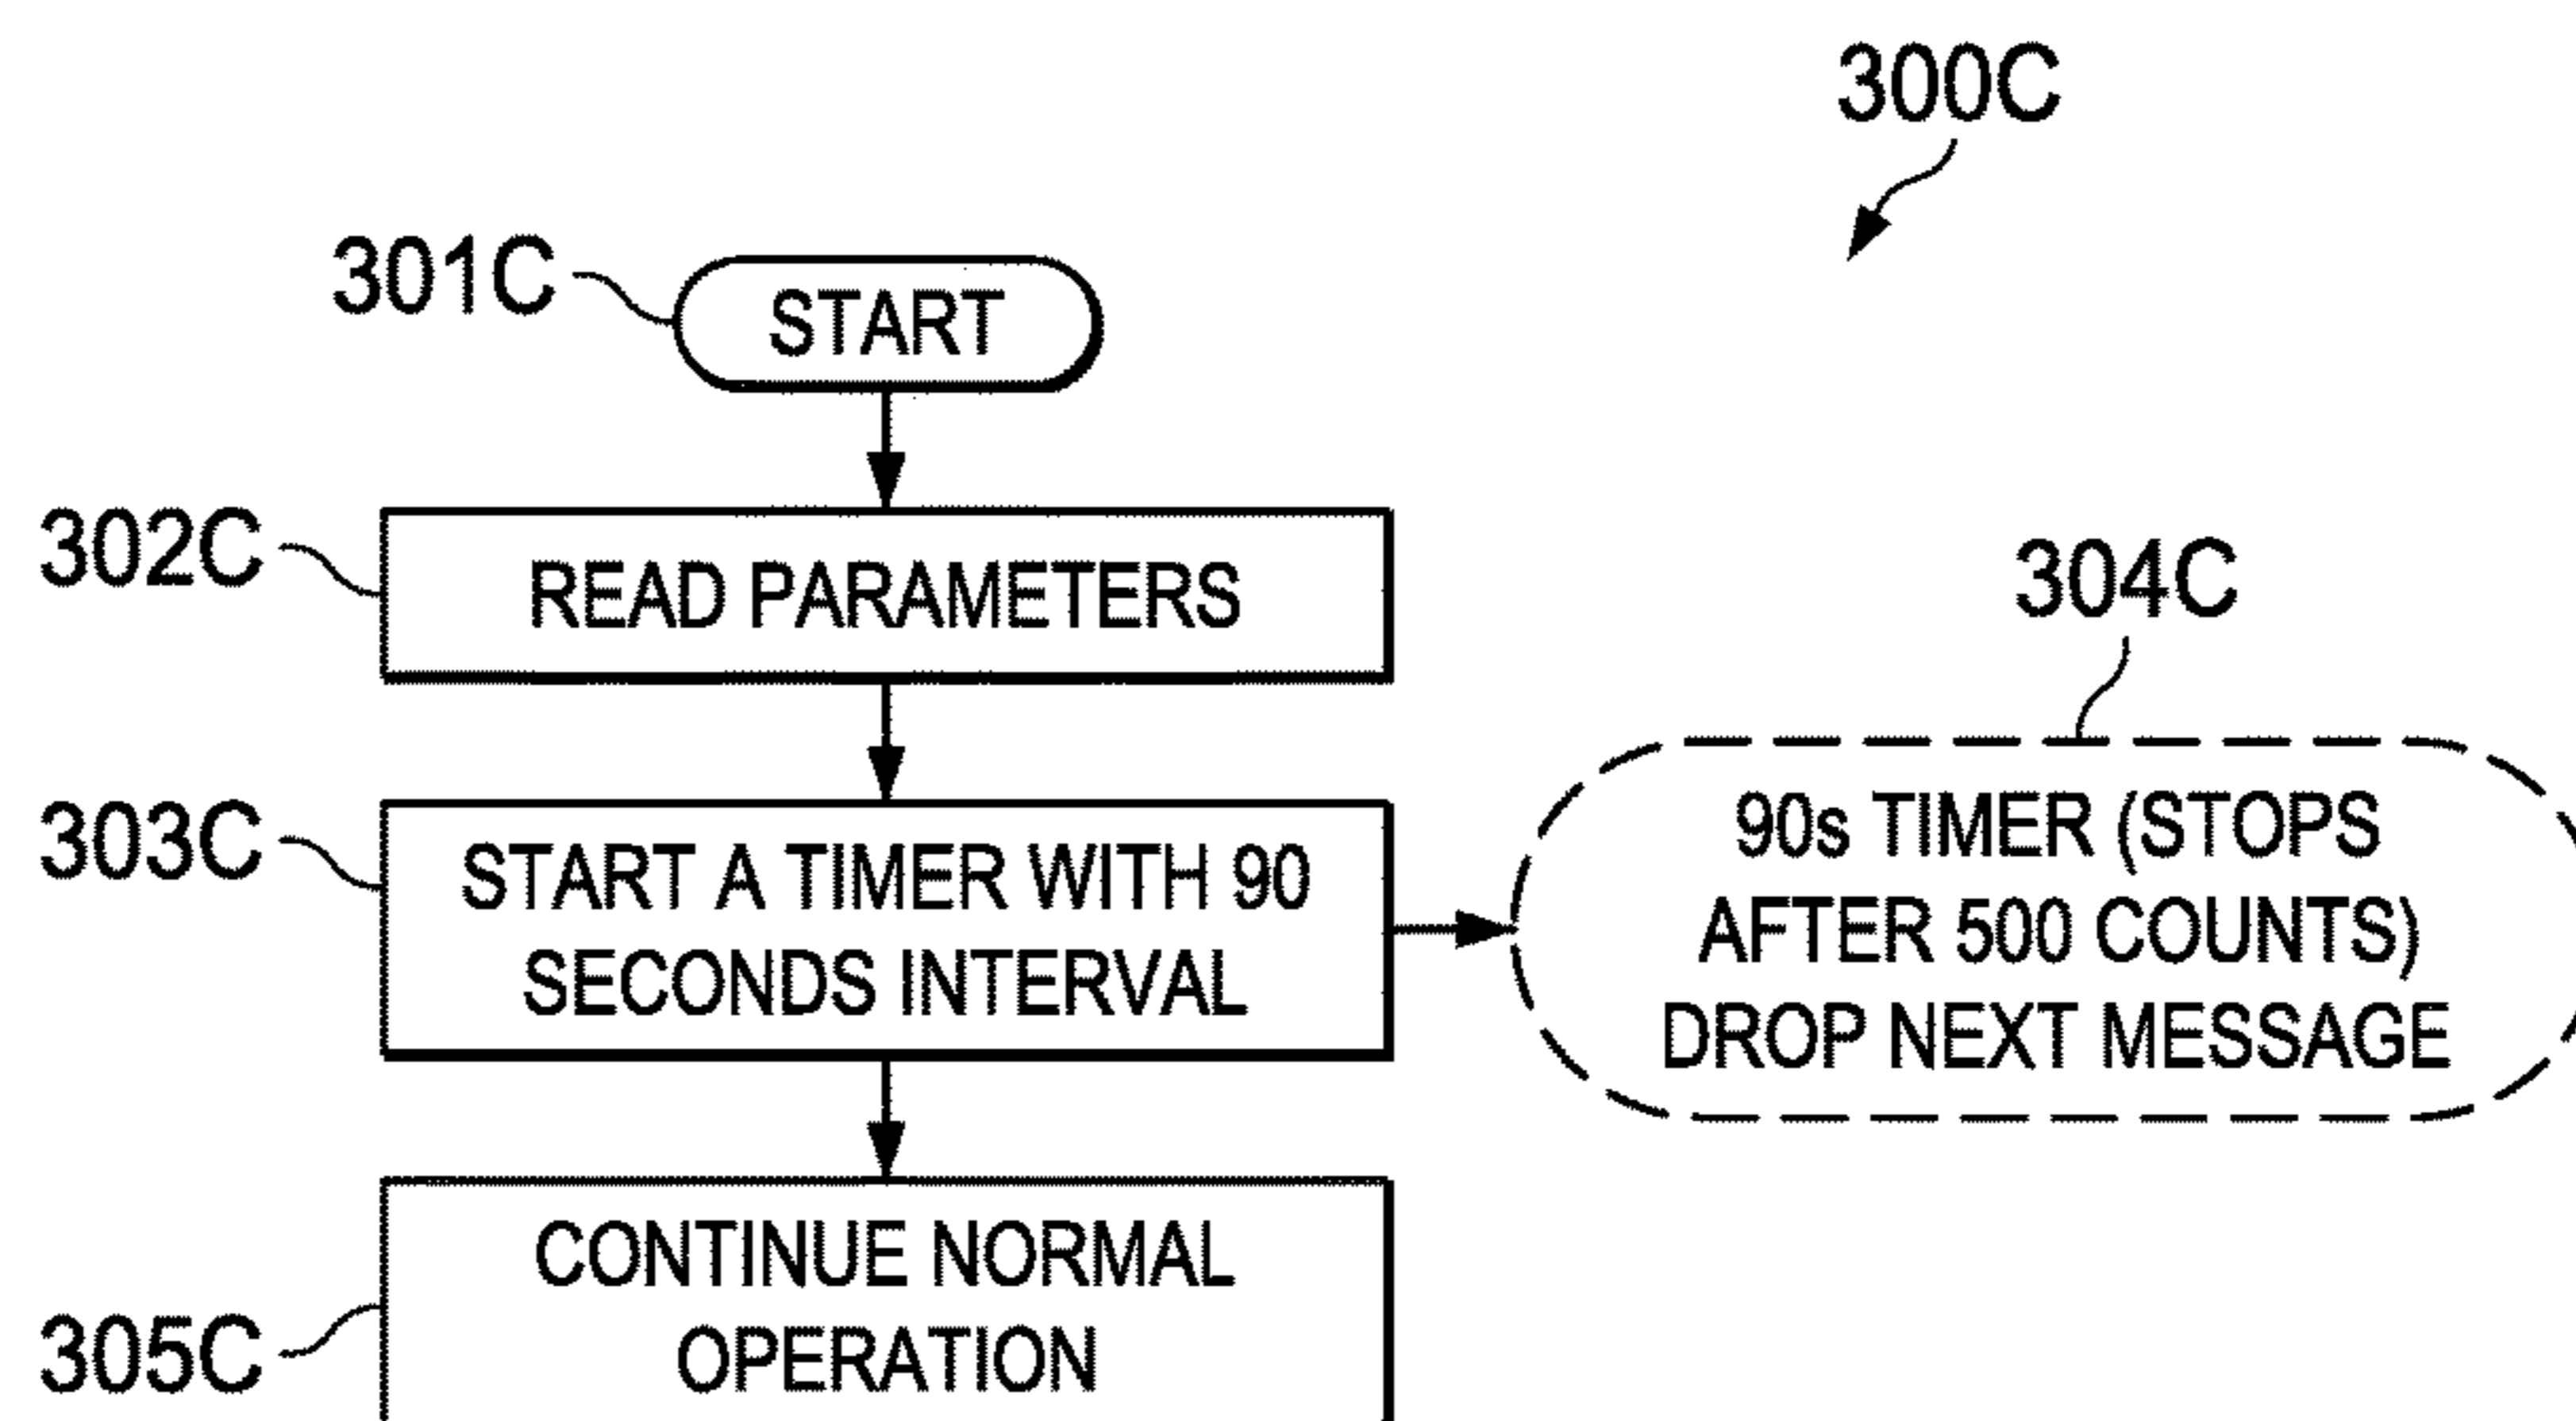 300C
301C
START
302C
READ PARAMETERS
304C
303C
START A TIMER WITH 90
SECONDS INTERVAL
90s TIMER (STOPS
AFTER 500 COUNTS)
DROP NEXT MESSAGE
305C
CONTINUE NORMAL
OPERATION